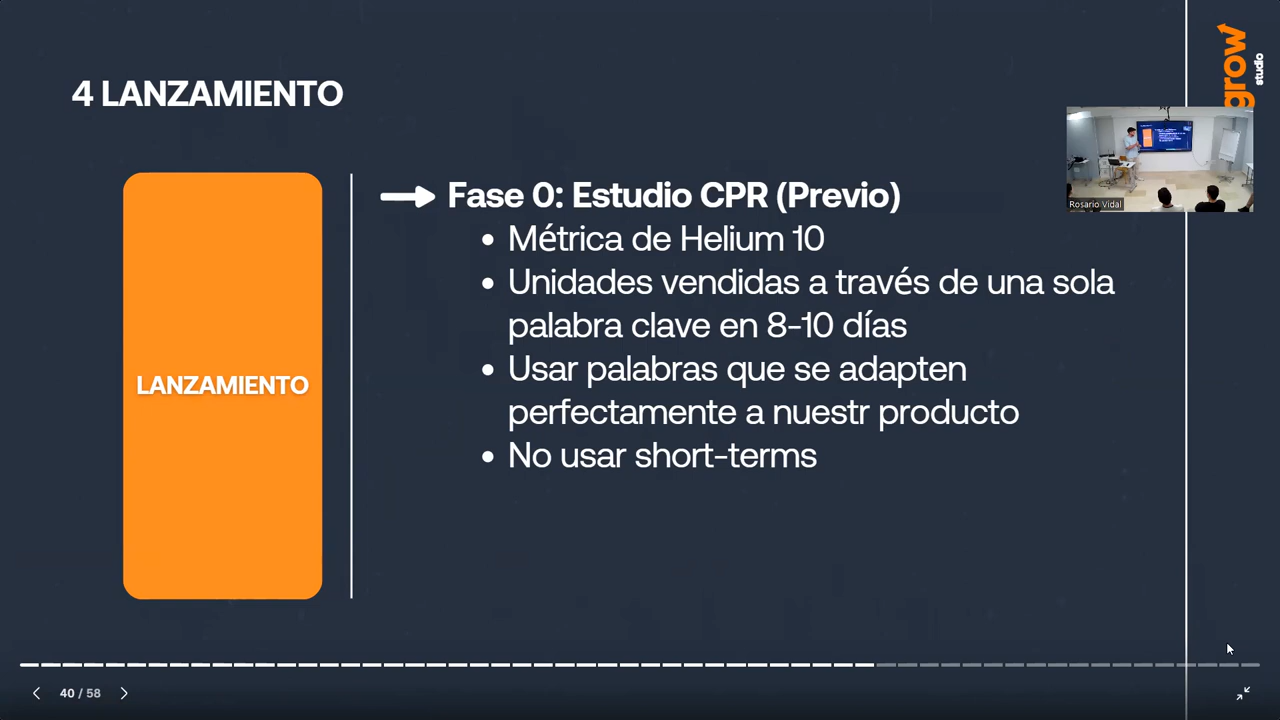 4 LANZAMIENTO
grow
studio
Rosario Vidal
LANZAMIENTO
Fase 0: Estudio CPR (Previo)
• Métrica de Helium 10
• Unidades vendidas a través de una sola
palabra clave en 8-10 días
• Usar palabras que se adapten
perfectamente a nuestr producto
• No usar short-terms
40 / 58